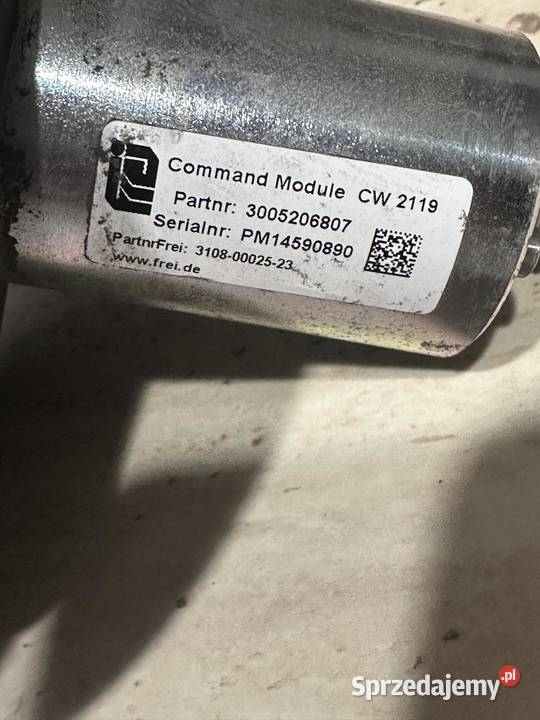 Command Module CW 2119
Partnr: 3005206807
Serialnr: PM14590890
PartnrFrei: 3108-00025-23
www.frei.de
Sprzedajemy.pl